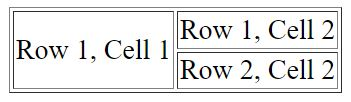 Row 1, Cell 1
Row 1, Cell 2
Row 2, Cell 2